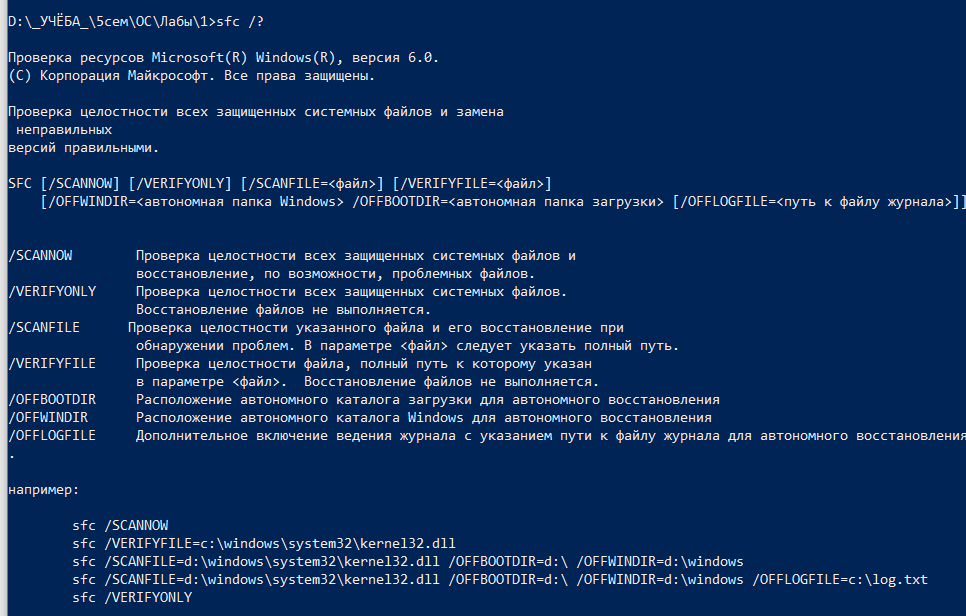 D:\_УЧЁБА_\5сем\ОС\Лабы\1>sfc /?
Проверка ресурсов Microsoft(R) Windows(R), версия 6.0.
(C) Корпорация Майкрософт. Все права защищены.
Проверка целостности всех защищенных системных файлов и замена
неправильных
версий правильными.
SFC [/SCANNOW] [/VERIFYONLY] [/SCANFILE=<файл>] [/VERIFYFILE=<файл>]
[/OFFWINDIR=<автономная папка Windows> /OFFBOOTDIR=<автономная папка загрузки> [/OFFLOGFILE=<путь к файлу журнала>]]
/SCANNOW Проверка целостности всех защищенных системных файлов и
восстановление, по возможности, проблемных файлов.
/VERIFYONLY Проверка целостности всех защищенных системных файлов.
Восстановление файлов не выполняется.
/SCANFILE Проверка целостности указанного файла и его восстановление при
обнаружении проблем. В параметре <файл> следует указать полный путь.
/VERIFYFILE Проверка целостности файла, полный путь к которому указан
в параметре <файл>. Восстановление файлов не выполняется.
/OFFBOOTDIR Расположение автономного каталога загрузки для автономного восстановления
/OFFWINDIR Расположение автономного каталога Windows для автономного восстановления
/OFFLOGFILE Дополнительное включение ведения журнала с указанием пути к файлу журнала для автономного восстановления
.
например:
sfc /SCANNOW
sfc /VERIFYFILE=c:\windows\system32\kernel32.dll
sfc /SCANFILE=d:\windows\system32\kernel32.dll /OFFBOOTDIR=d:\ /OFFWINDIR=d:\windows
sfc /SCANFILE=d:\windows\system32\kernel32.dll /OFFBOOTDIR=d:\ /OFFWINDIR=d:\windows /OFFLOGFILE=c:\log.txt
sfc /VERIFYONLY